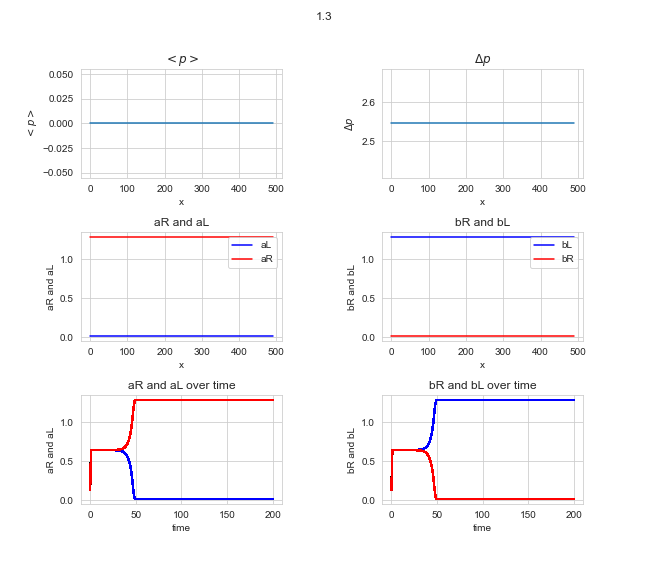 1.3
< p >
Δp
0.050
0.025
0.000
−0.025
−0.050
< p >
0 100 200 300 400 500
x
2.6
2.5
Δp
0 100 200 300 400 500
x
aR and aL
bR and bL
1.0
0.5
0.0
aR and aL
aL
aR
0 100 200 300 400 500
x
1.0
0.5
0.0
bR and bL
bL
bR
0 100 200 300 400 500
x
aR and aL over time
bR and bL over time
1.0
0.5
0.0
aR and aL
0 50 100 150 200
time
1.0
0.5
0.0
bR and bL
0 50 100 150 200
time